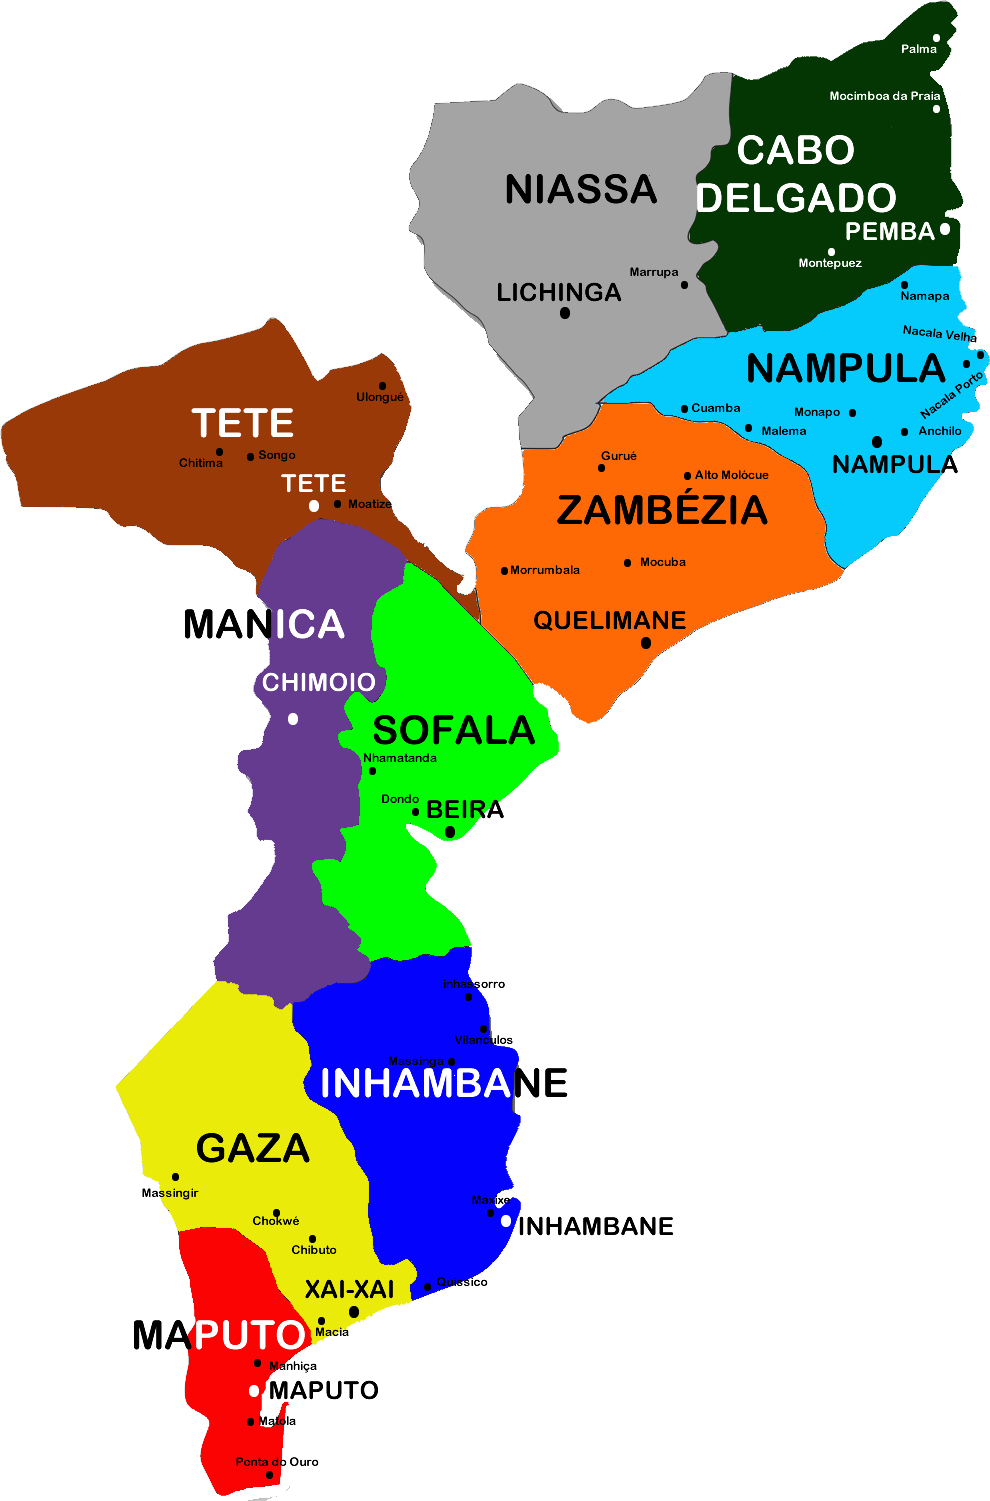 Palma
Mocimboa da Praia
CABO
DELGADO
NIASSA
PEMBA
Montepuez
Marrupa
LICHINGA
Namapa
Nacala Velha
NAMPULA
Nacala Porto
Ulongué
TETE
Cuamba
Monapo
Malema
Anchilo
Chitima
Songo
Gurué
NAMPULA
Alto Molócue
TETE
Moatize
ZAMBÉZIA
Mocuba
Morrumbala
MANICA
QUELIMANE
CHIMOIO
SOFALA
Nhamatanda
Dondo
BEIRA
Inhassorro
Vilanculos
Massinga
INHAMBANE
GAZA
Massingir
Maxixe
Chokwé
INHAMBANE
Chibuto
Quissico
XAI-XAI
Macia
MAPUTO
Manhiça
MAPUTO
Matola
Ponta do Ouro